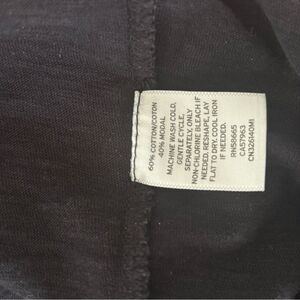 60% COTTON/COTON
40% MODAL
MACHINE WASH COLD,
GENTLE CYCLE,
SEPARATELY, ONLY
NON-CHLORINE BLEACH IF
NEEDED. RESHAPE, LAY
FLAT TO DRY. COOL IRON
IF NEEDED.
RN58665
CA57963
CN32614OM1